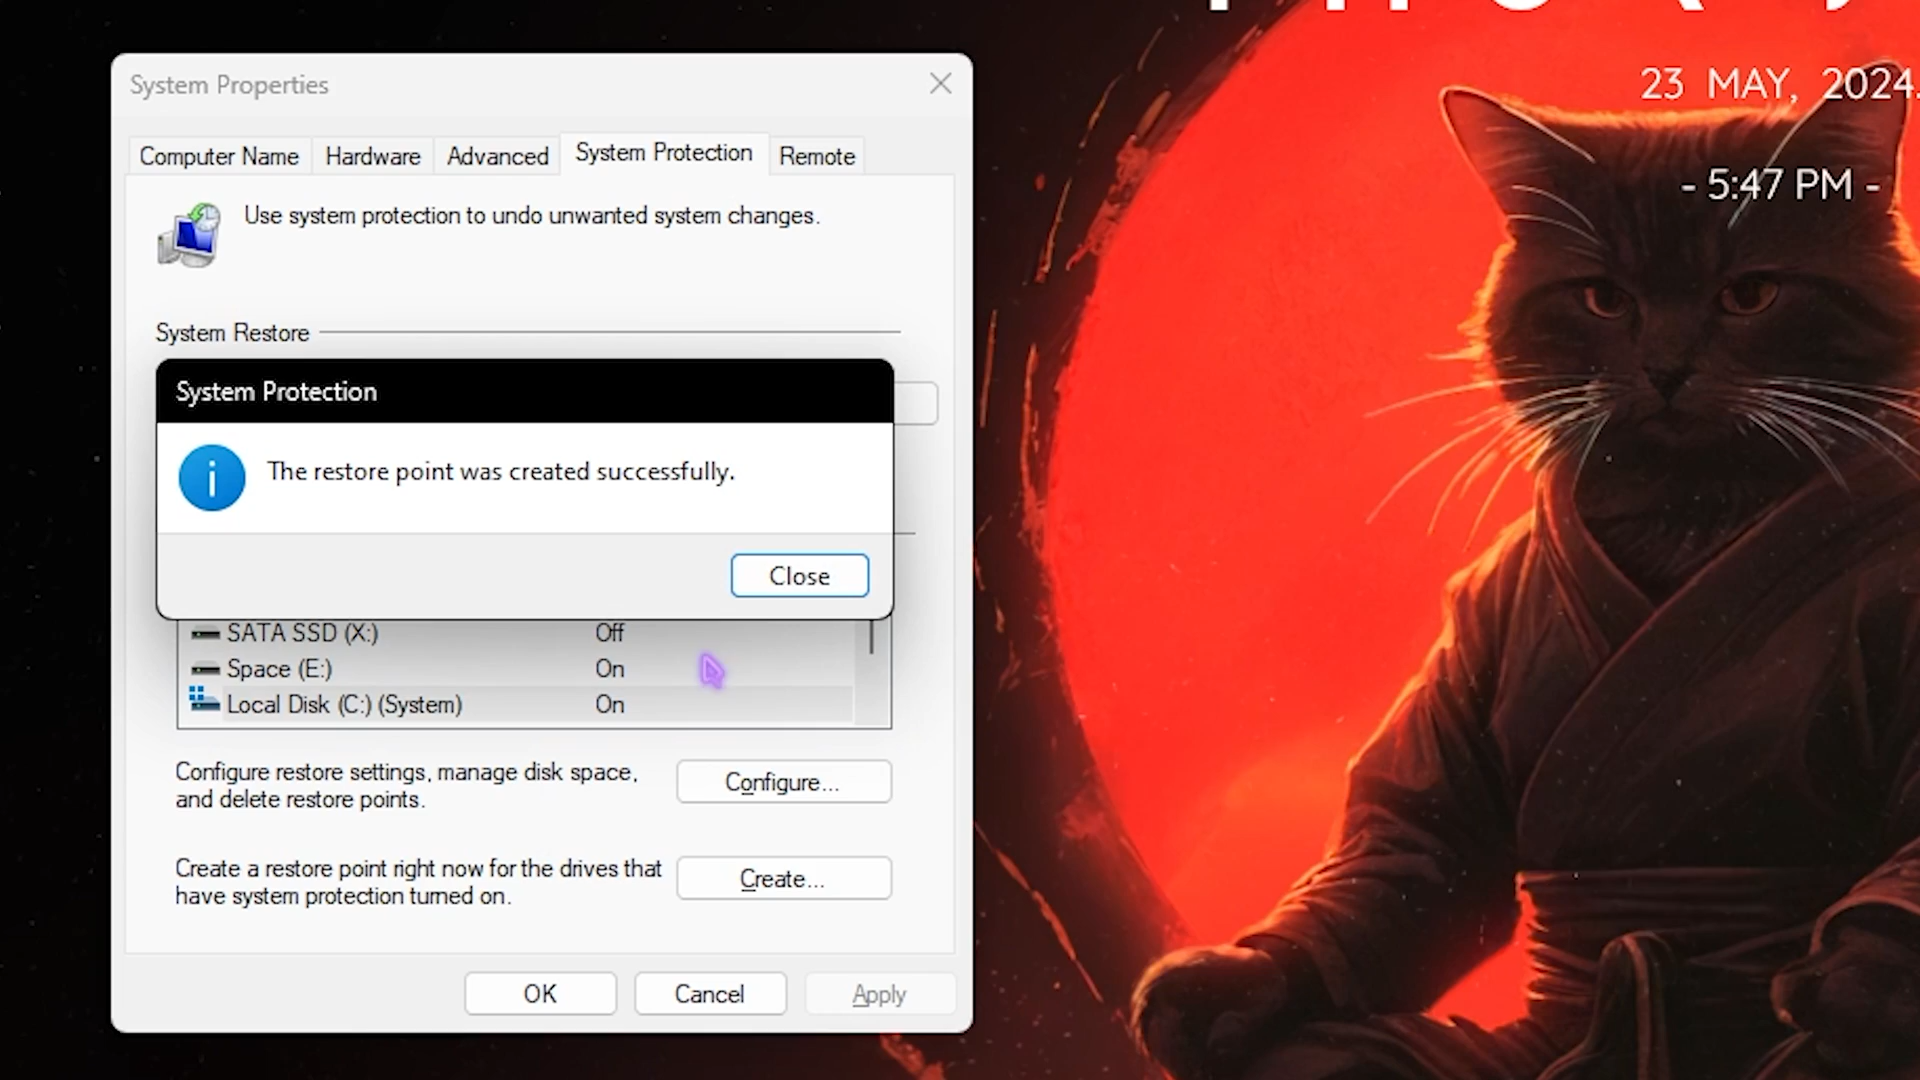 System Properties
Computer Name Hardware Advanced System Protection Remote
Use system protection to undo unwanted system changes.
System Restore
System Protection
The restore point was created successfully.
Close
SATA SSD (X:) Off
Space (E:) On
Local Disk (C:) (System) On
Configure restore settings, manage disk space,
and delete restore points.
Configure...
Create a restore point right now for the drives that
have system protection turned on.
Create...
OK Cancel Apply
23 MAY, 2024.
- 5:47 PM -